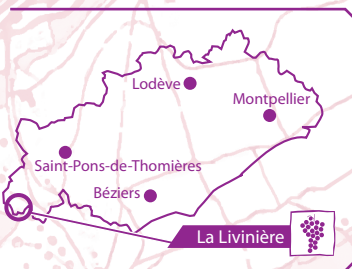 Lodève
Montpellier
Saint-Pons-de-Thomières
Béziers
La Livinière